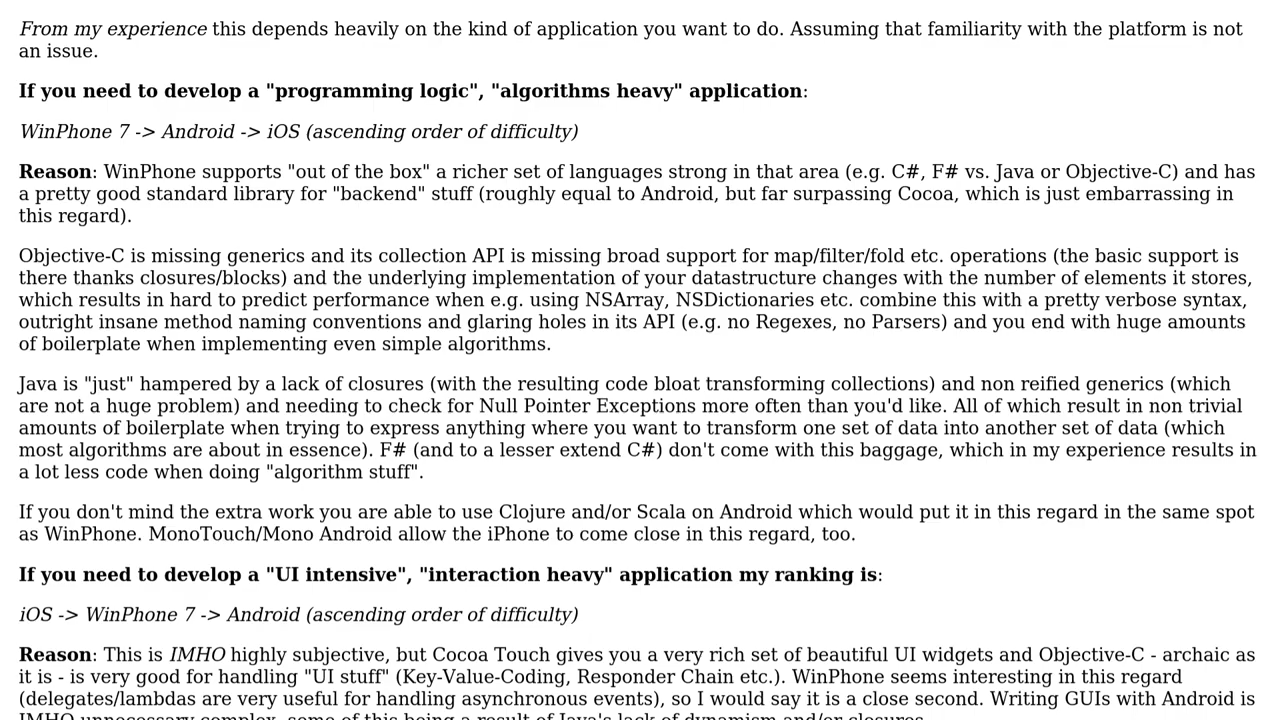 From my experience this depends heavily on the kind of application you want to do. Assuming that familiarity with the platform is not
an issue.
If you need to develop a "programming logic", "algorithms heavy" application:
WinPhone 7 -> Android -> iOS (ascending order of difficulty)
Reason: WinPhone supports "out of the box" a richer set of languages strong in that area (e.g. C#, F# vs. Java or Objective-C) and has
a pretty good standard library for "backend" stuff (roughly equal to Android, but far surpassing Cocoa, which is just embarrassing in
this regard).
Objective-C is missing generics and its collection API is missing broad support for map/filter/fold etc. operations (the basic support is
there thanks closures/blocks) and the underlying implementation of your datastructure changes with the number of elements it stores,
which results in hard to predict performance when e.g. using NSArray, NSDictionaries etc. combine this with a pretty verbose syntax,
outright insane method naming conventions and glaring holes in its API (e.g. no Regexes, no Parsers) and you end with huge amounts
of boilerplate when implementing even simple algorithms.
Java is "just" hampered by a lack of closures (with the resulting code bloat transforming collections) and non reified generics (which
are not a huge problem) and needing to check for Null Pointer Exceptions more often than you'd like. All of which result in non trivial
amounts of boilerplate when trying to express anything where you want to transform one set of data into another set of data (which
most algorithms are about in essence). F# (and to a lesser extend C#) don't come with this baggage, which in my experience results in
a lot less code when doing "algorithm stuff".
If you don't mind the extra work you are able to use Clojure and/or Scala on Android which would put it in this regard in the same spot
as WinPhone. MonoTouch/Mono Android allow the iPhone to come close in this regard, too.
If you need to develop a "UI intensive", "interaction heavy" application my ranking is:
iOS -> WinPhone 7 -> Android (ascending order of difficulty)
Reason: This is IMHO highly subjective, but Cocoa Touch gives you a very rich set of beautiful UI widgets and Objective-C - archaic as
it is - is very good for handling "UI stuff" (Key-Value-Coding, Responder Chain etc.). WinPhone seems interesting in this regard
(delegates/lambdas are very useful for handling asynchronous events), so I would say it is a close second. Writing GUIs with Android is
IMHO unnecessary complex, some of this being a result of Java's lack of dynamism and/or closures.